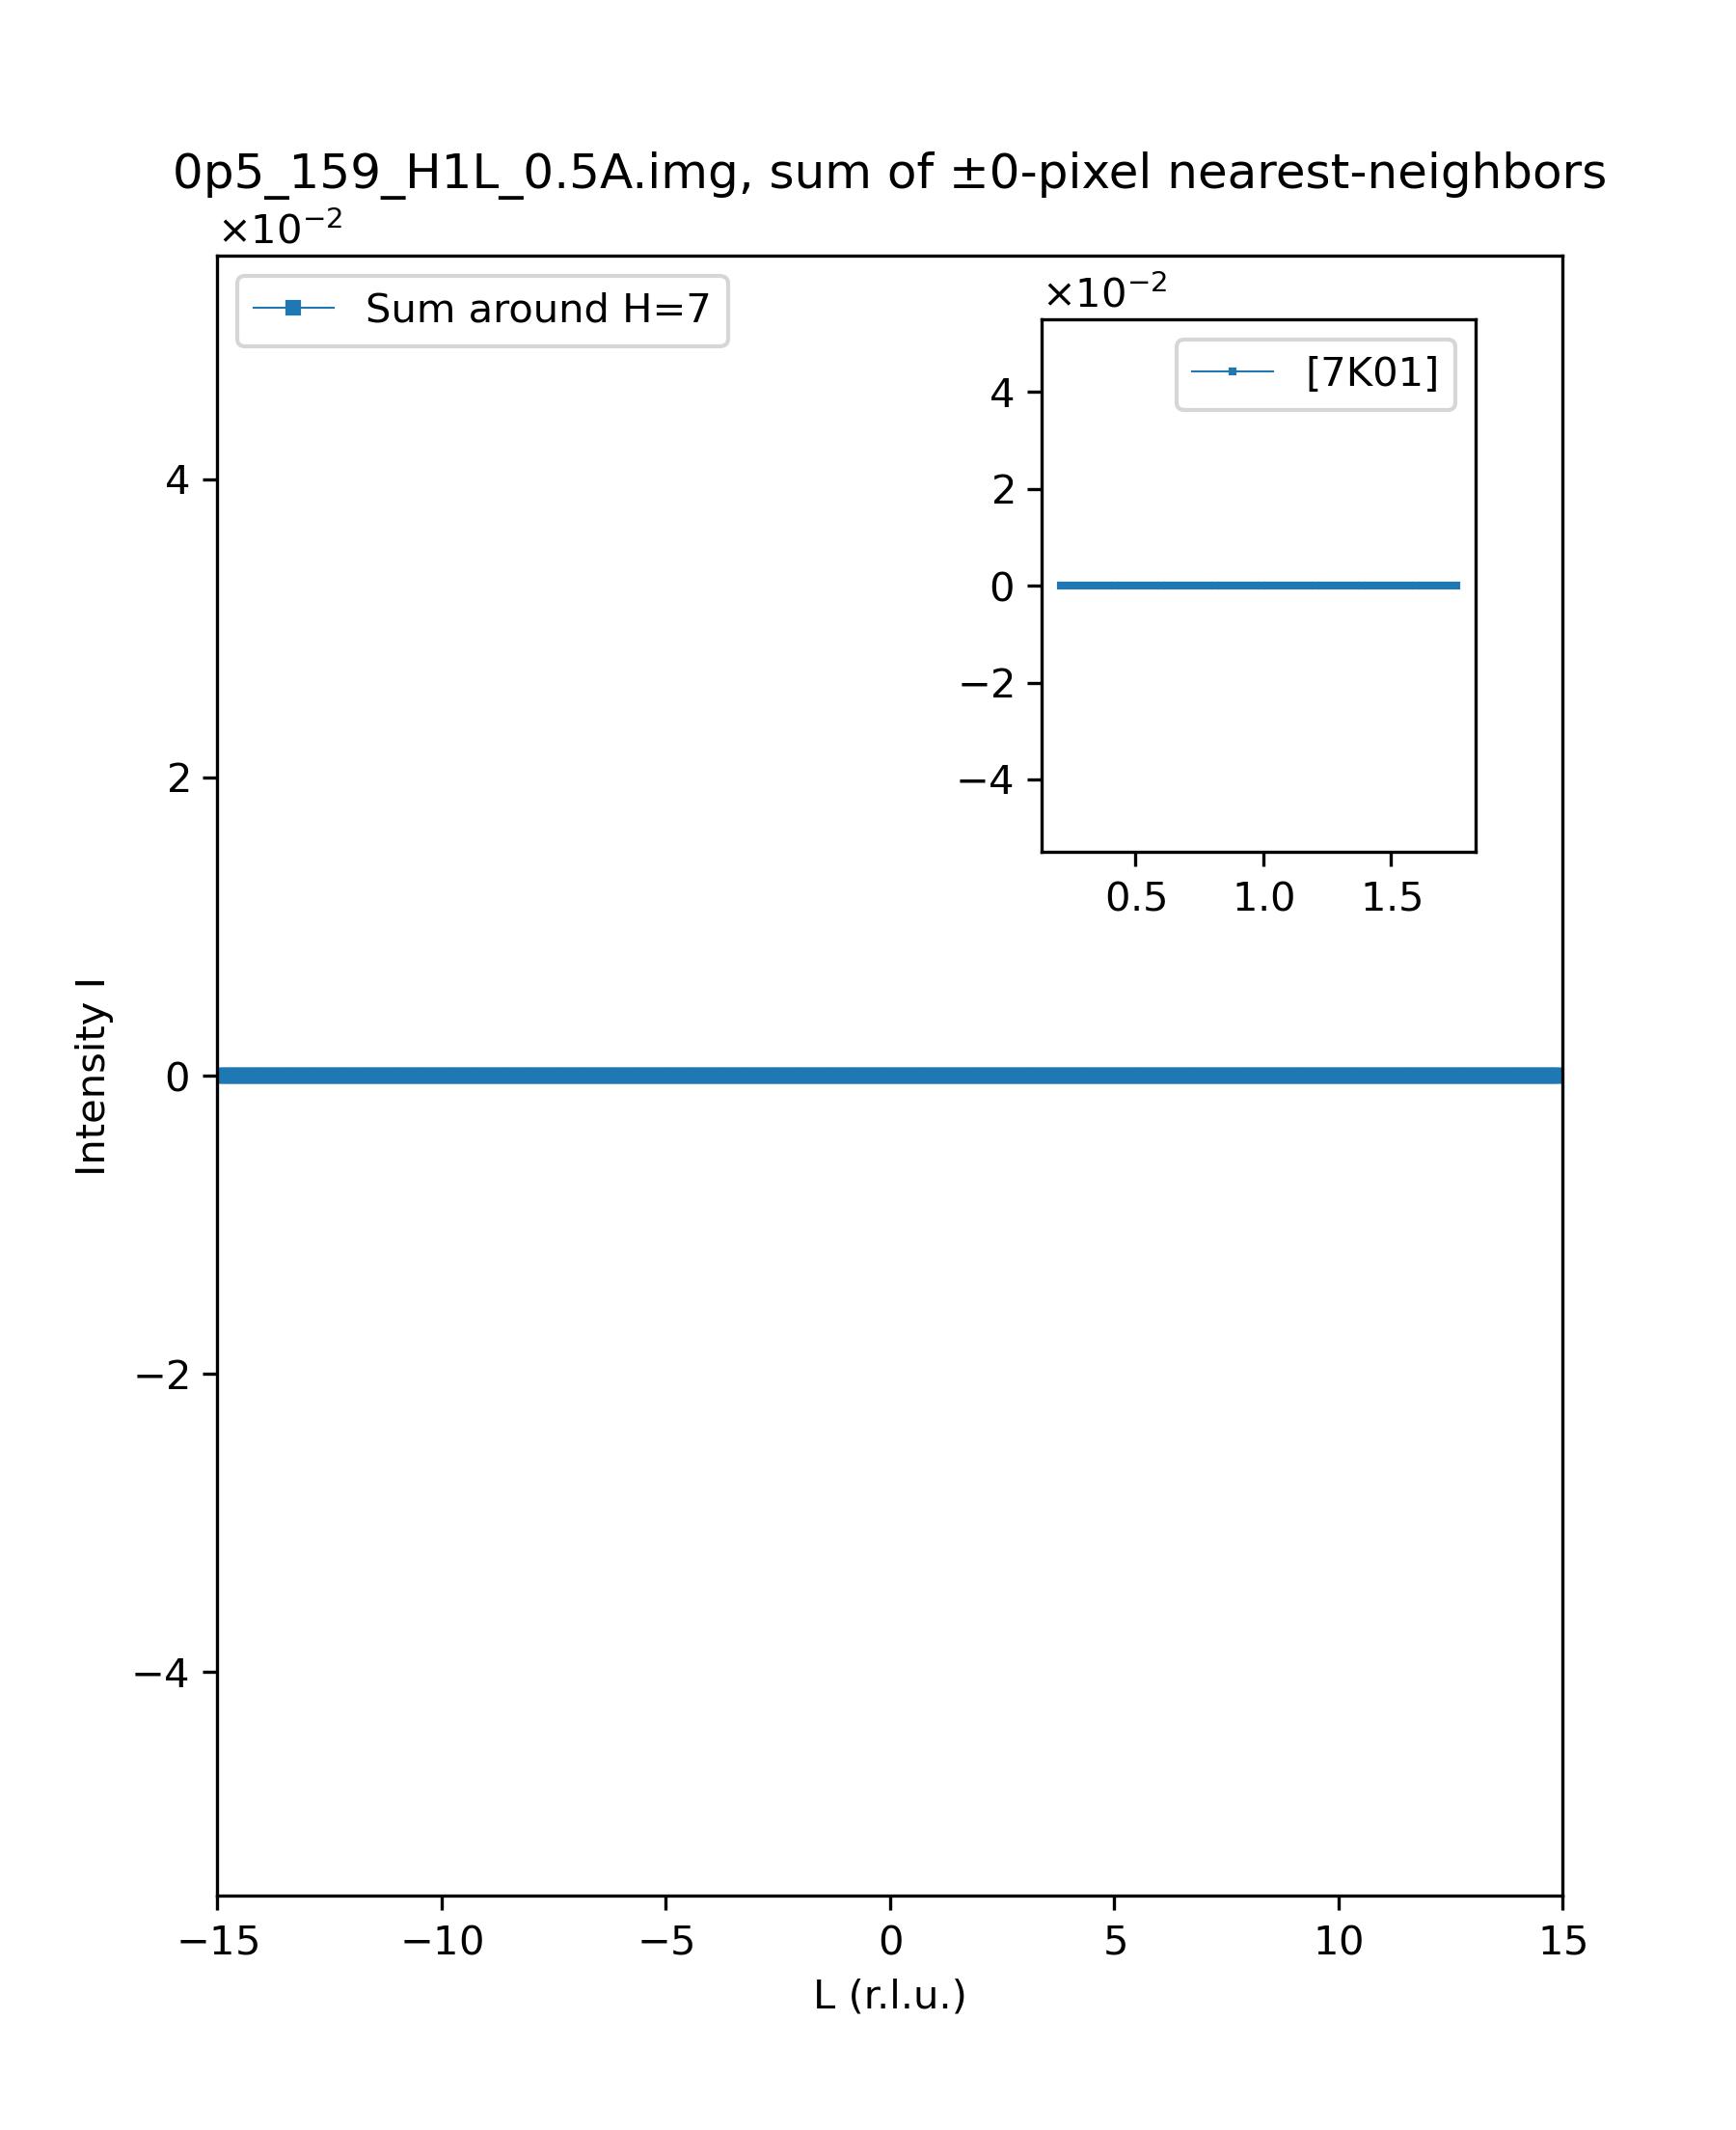 0p5_159_H1L_0.5A.img, sum of ±0-pixel nearest-neighbors
×10⁻²
Sum around H=7
×10⁻²
[7K01]
4
2
0
−2
−4
0.5 1.0 1.5
4
2
0
−2
−4
Intensity I
−15 −10 −5 0 5 10 15
L (r.l.u.)